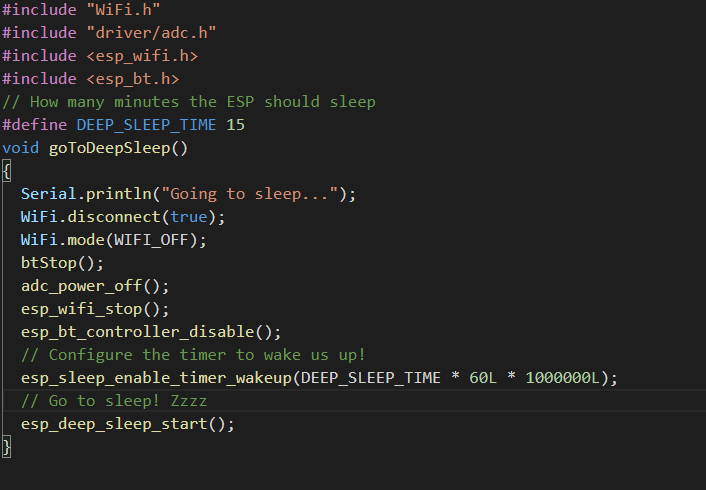 #include "WiFi.h"
#include "driver/adc.h"
#include <esp_wifi.h>
#include <esp_bt.h>
// How many minutes the ESP should sleep
#define DEEP_SLEEP_TIME 15
void goToDeepSleep()
{
  Serial.println("Going to sleep...");
  WiFi.disconnect(true);
  WiFi.mode(WIFI_OFF);
  btStop();
  adc_power_off();
  esp_wifi_stop();
  esp_bt_controller_disable();
  // Configure the timer to wake us up!
  esp_sleep_enable_timer_wakeup(DEEP_SLEEP_TIME * 60L * 1000000L);
  // Go to sleep! Zzzz
  esp_deep_sleep_start();
}